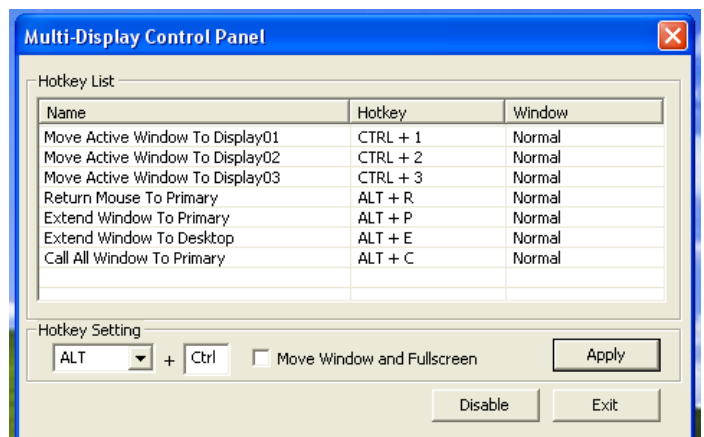 Multi-Display Control Panel
Hotkey List
Name Hotkey Window
Move Active Window To Display01 CTRL + 1 Normal
Move Active Window To Display02 CTRL + 2 Normal
Move Active Window To Display03 CTRL + 3 Normal
Return Mouse To Primary ALT + R Normal
Extend Window To Primary ALT + P Normal
Extend Window To Desktop ALT + E Normal
Call All Window To Primary ALT + C Normal
Hotkey Setting
ALT + Ctrl Move Window and Fullscreen Apply
Disable Exit